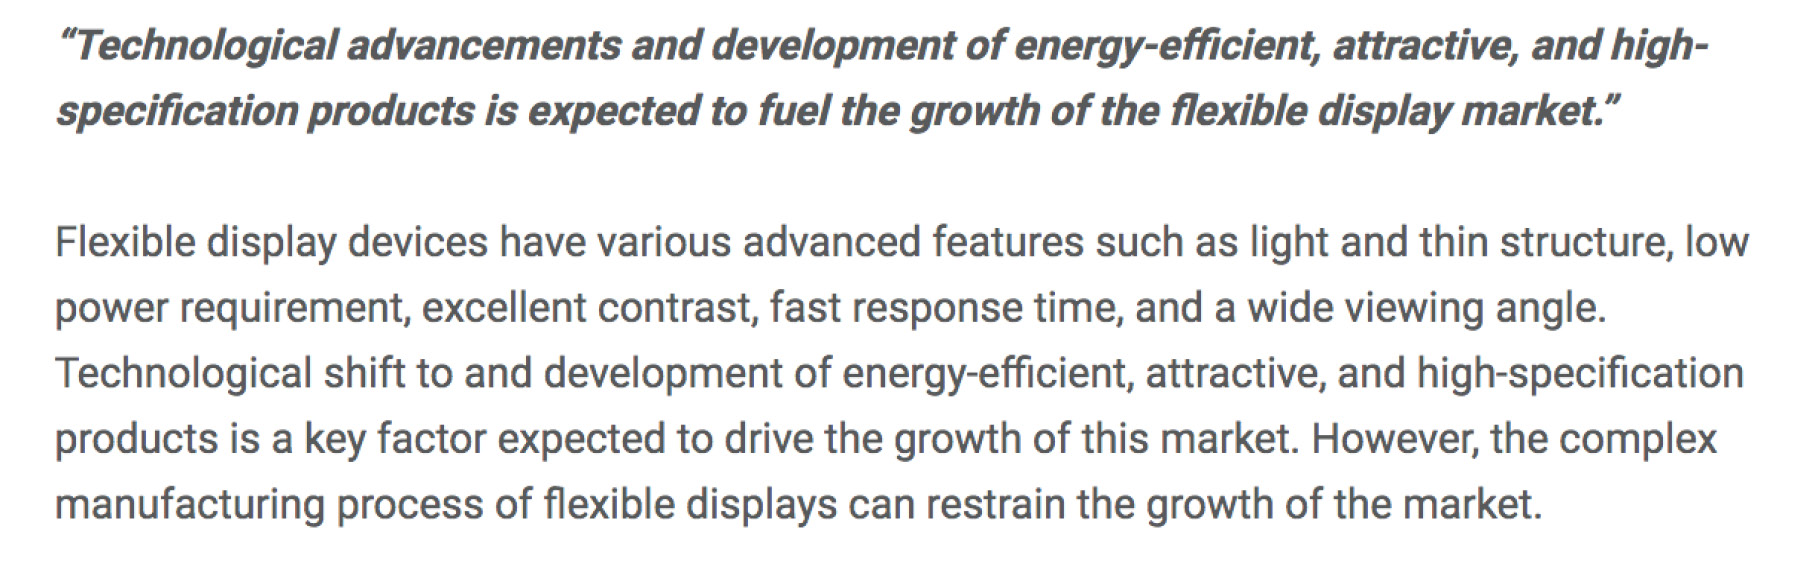 “Technological advancements and development of energy-efficient, attractive, and high-
specification products is expected to fuel the growth of the flexible display market.”
Flexible display devices have various advanced features such as light and thin structure, low
power requirement, excellent contrast, fast response time, and a wide viewing angle.
Technological shift to and development of energy-efficient, attractive, and high-specification
products is a key factor expected to drive the growth of this market. However, the complex
manufacturing process of flexible displays can restrain the growth of the market.